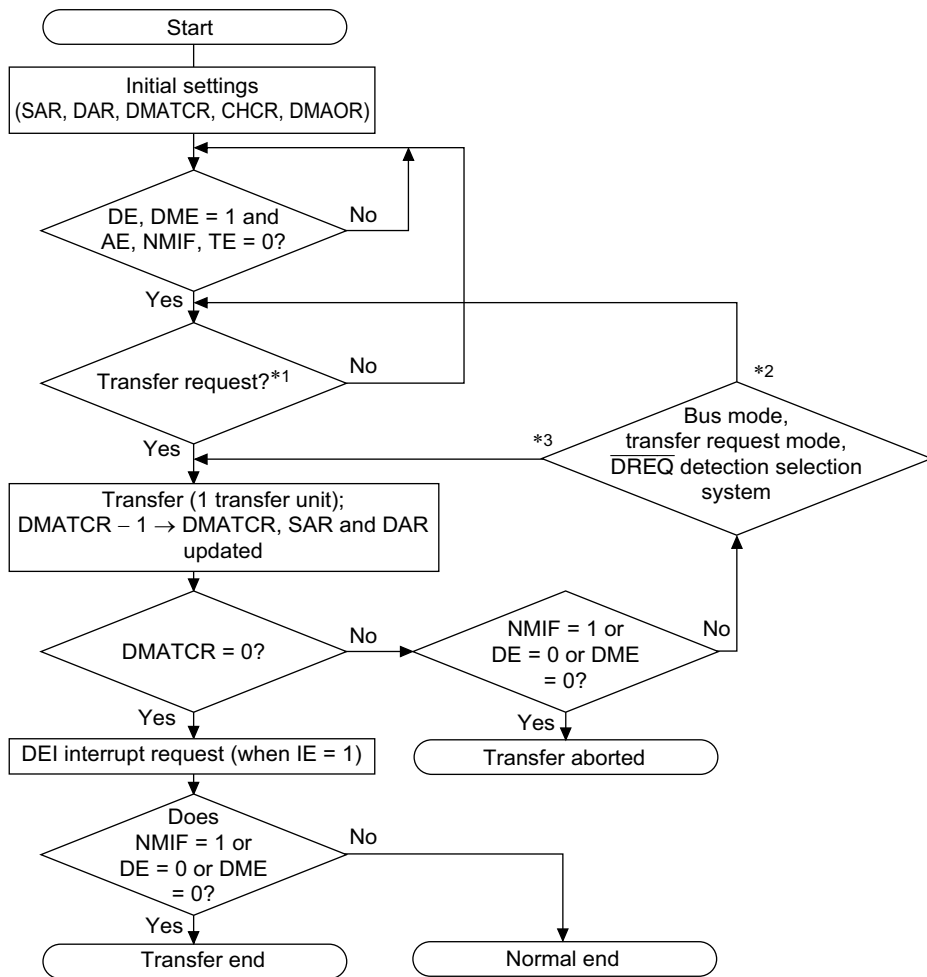 Start
Initial settings
(SAR, DAR, DMATCR, CHCR, DMAOR)
DE, DME = 1 and
AE, NMIF, TE = 0?
No
Yes
Transfer request?*1
No
Yes
*2
Bus mode,
transfer request mode,
DREQ detection selection
system
*3
Transfer (1 transfer unit);
DMATCR – 1 → DMATCR, SAR and DAR
updated
DMATCR = 0?
No
NMIF = 1 or
DE = 0 or DME
= 0?
No
Yes
Yes
DEI interrupt request (when IE = 1)
Transfer aborted
Does
NMIF = 1 or
DE = 0 or DME
= 0?
No
Yes
Transfer end
Normal end